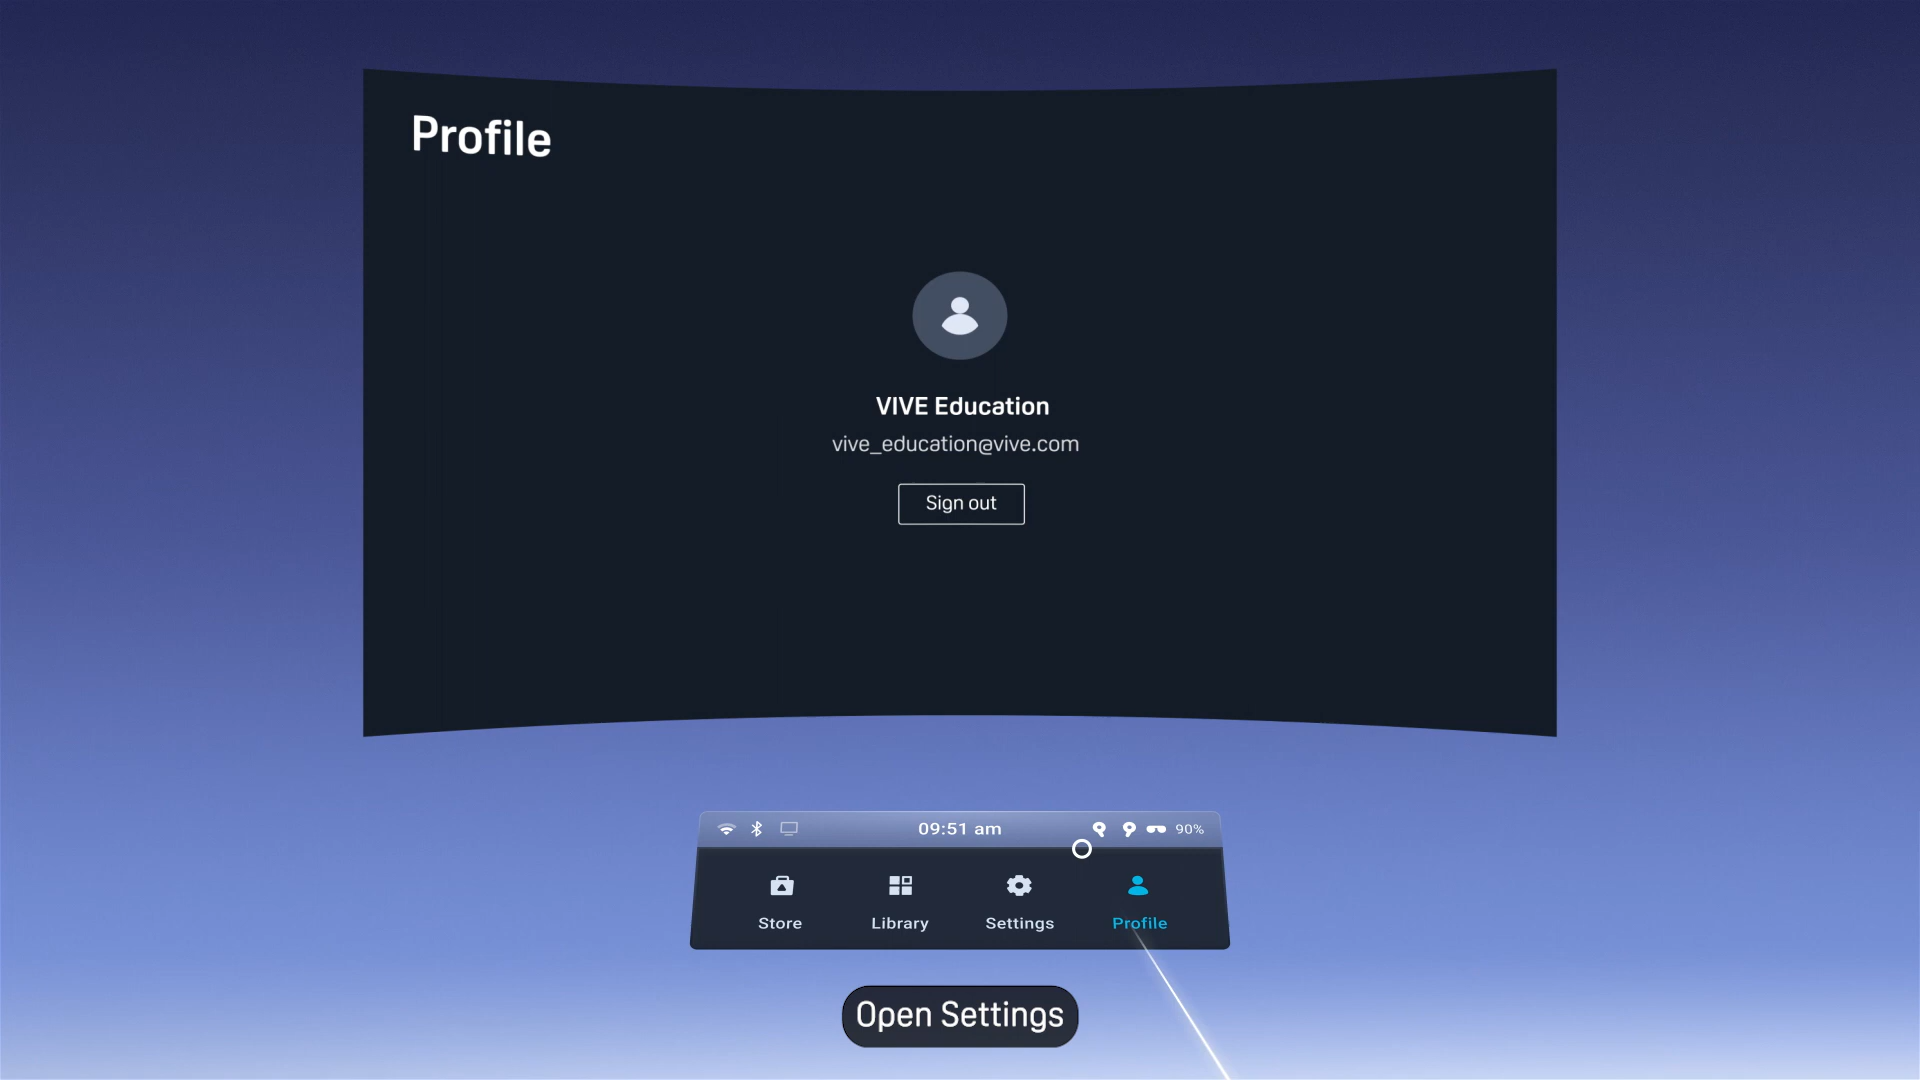 Profile
VIVE Education
vive_education@vive.com
Sign out
09:51 am
90%
Store
Library
Settings
Profile
Open Settings